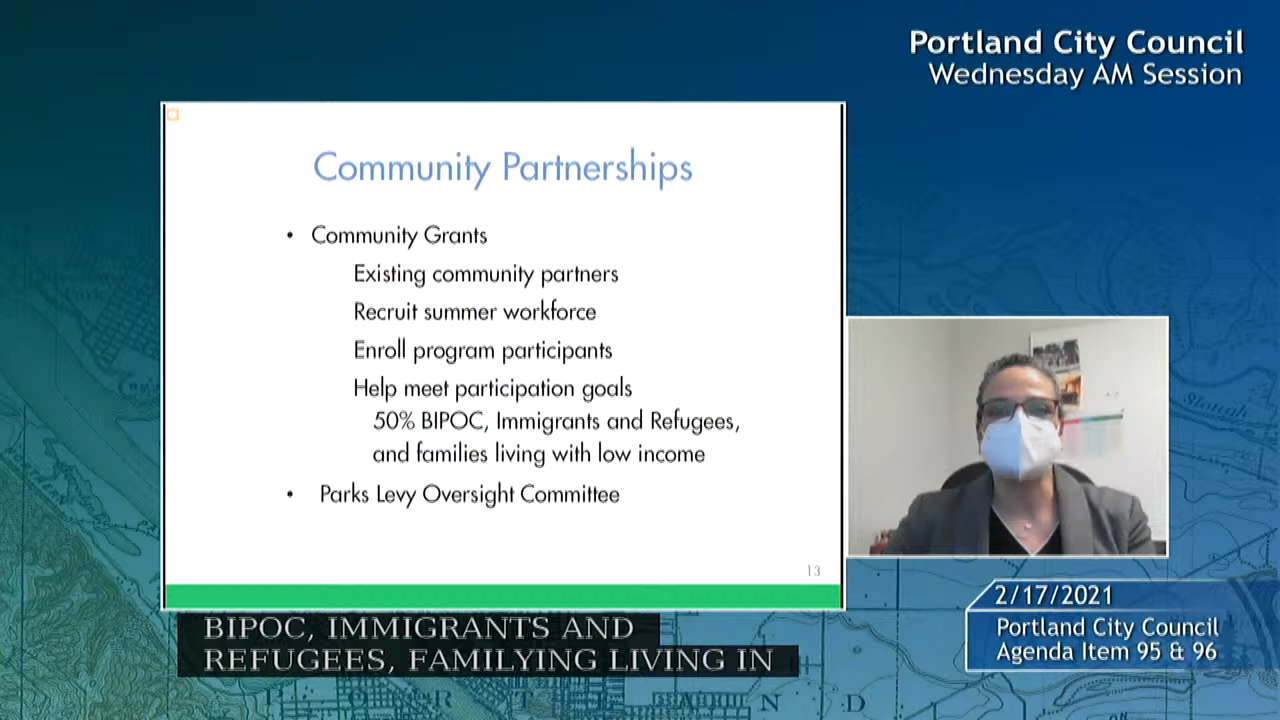 Portland City Council
Wednesday AM Session
Community Partnerships
• Community Grants
Existing community partners
Recruit summer workforce
Enroll program participants
Help meet participation goals
50% BIPOC, Immigrants and Refugees,
and families living with low income
• Parks Levy Oversight Committee
13
BIPOC, IMMIGRANTS AND
REFUGEES, FAMILYING LIVING IN
2/17/2021
Portland City Council
Agenda Item 95 & 96
Slough